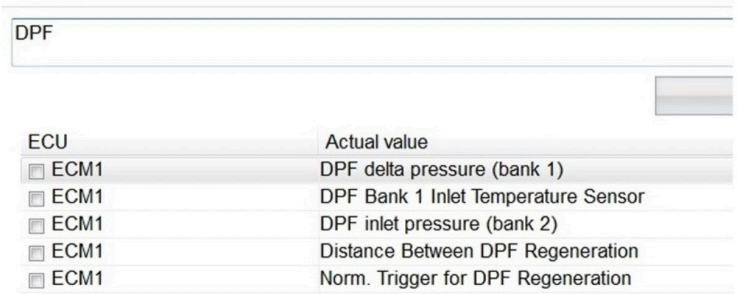 DPF
ECU Actual value
ECM1 DPF delta pressure (bank 1)
ECM1 DPF Bank 1 Inlet Temperature Sensor
ECM1 DPF inlet pressure (bank 2)
ECM1 Distance Between DPF Regeneration
ECM1 Norm. Trigger for DPF Regeneration